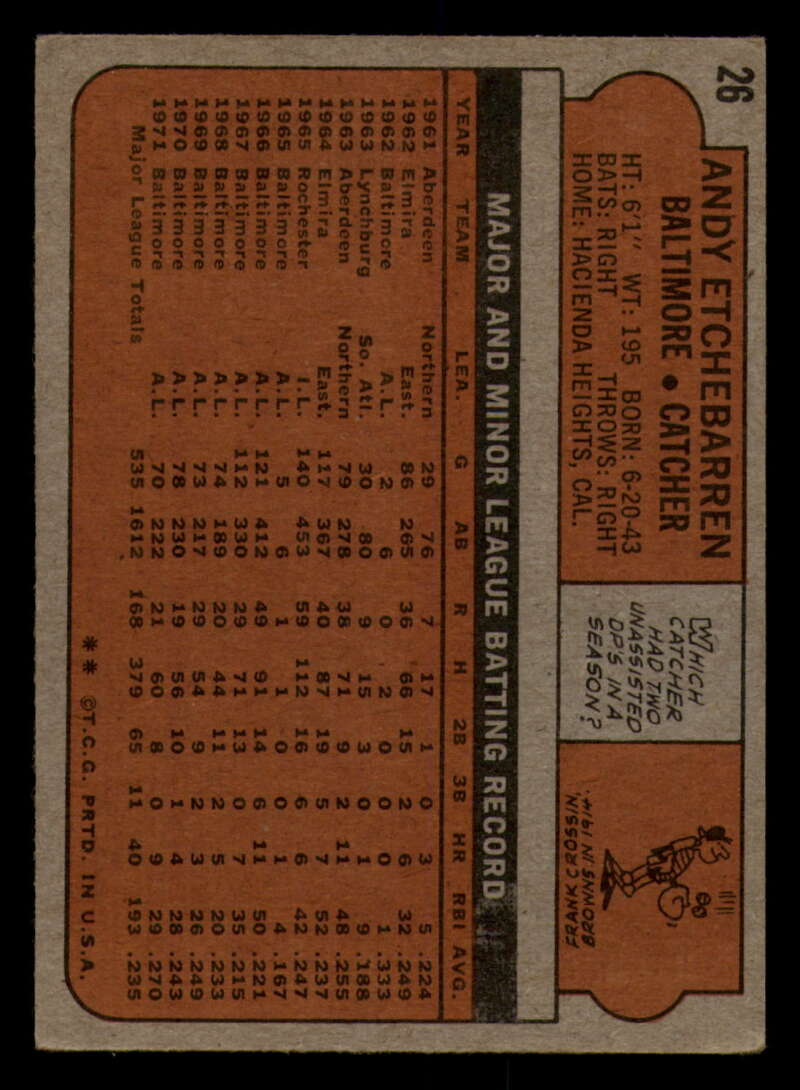 26
ANDY ETCHEBARREN
BALTIMORE • CATCHER
HT: 6'1" WT: 195 BORN: 6-20-43
BATS: RIGHT THROWS: RIGHT
HOME: HACIENDA HEIGHTS, CAL.
WHICH
CATCHER
HAD TWO
UNASSISTED
DP'S IN A
SEASON?
FRANK CROSSIN,
BROWNS IN 1914.
MAJOR AND MINOR LEAGUE BATTING RECORD
YEAR TEAM LEA. G AB R H 2B 3B HR RBI AVG.
1961 Aberdeen Northern 29 76 7 17 1 0 3 5 .224
1962 Elmira East. 86 265 36 66 15 2 6 32 .249
1962 Baltimore A.L. 2 6 0 2 0 0 0 1 .333
1963 Lynchburg So. Atl. 30 80 9 15 3 0 1 9 .188
1963 Aberdeen Northern 79 278 38 71 9 2 11 48 .255
1964 Elmira East. 117 367 40 87 19 5 7 52 .237
1965 Rochester I.L. 140 453 59 112 16 6 6 42 .247
1965 Baltimore A.L. 5 6 1 1 0 0 1 4 .167
1966 Baltimore A.L. 121 412 49 91 14 6 11 50 .221
1967 Baltimore A.L. 112 330 29 71 13 0 7 35 .215
1968 Baltimore A.L. 74 189 20 44 11 2 5 20 .233
1969 Baltimore A.L. 73 217 29 54 9 2 3 26 .249
1970 Baltimore A.L. 78 230 19 56 10 1 4 28 .243
1971 Baltimore A.L. 70 222 21 60 8 0 9 29 .270
Major League Totals 535 1612 168 379 65 11 40 193 .235
** ©T.C.G. PRTD. IN U.S.A.